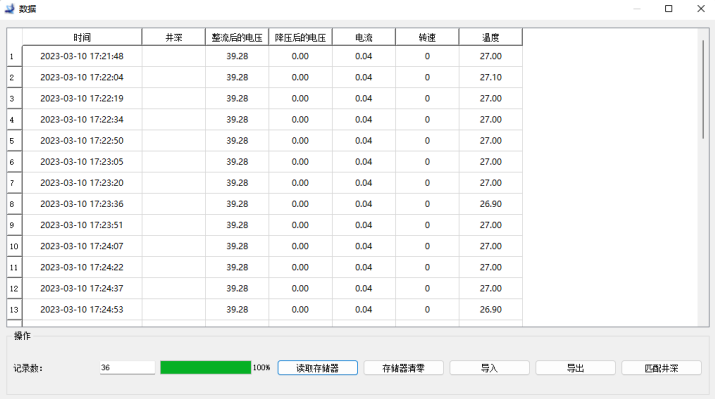 数据
时间 井深 整流后的电压 降压后的电压 电流 转速 温度
1 2023-03-10 17:21:48 39.28 0.00 0.04 0 27.00
2 2023-03-10 17:22:04 39.28 0.00 0.04 0 27.10
3 2023-03-10 17:22:19 39.28 0.00 0.04 0 27.00
4 2023-03-10 17:22:34 39.28 0.00 0.04 0 27.00
5 2023-03-10 17:22:50 39.28 0.00 0.04 0 27.00
6 2023-03-10 17:23:05 39.28 0.00 0.04 0 27.00
7 2023-03-10 17:23:20 39.28 0.00 0.04 0 27.00
8 2023-03-10 17:23:36 39.28 0.00 0.04 0 26.90
9 2023-03-10 17:23:51 39.28 0.00 0.04 0 27.00
10 2023-03-10 17:24:07 39.28 0.00 0.04 0 27.00
11 2023-03-10 17:24:22 39.28 0.00 0.04 0 27.00
12 2023-03-10 17:24:37 39.28 0.00 0.04 0 27.00
13 2023-03-10 17:24:53 39.28 0.00 0.04 0 26.90
操作
记录数: 36 100% 读取存储器 存储器清零 导入 导出 匹配井深